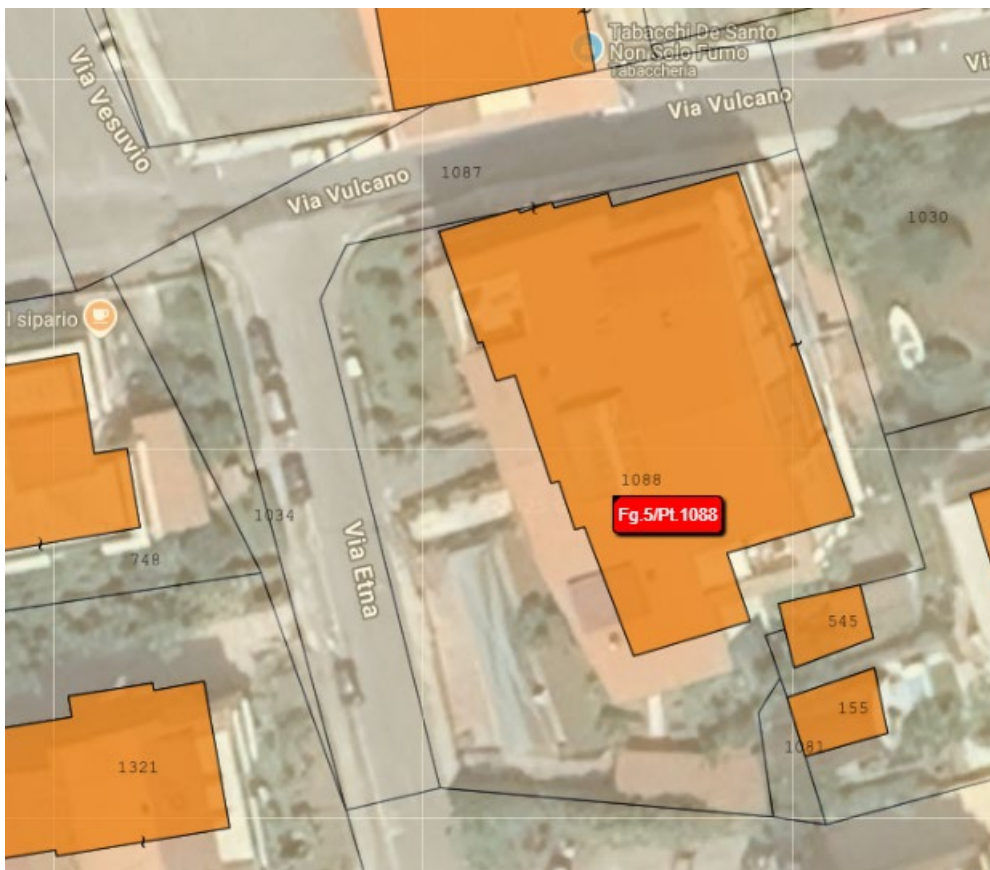 Tabacchi De Santo
Non Solo Fumo
Tabaccheria
Via Vesuvio
Via Vulcano
Via Vulcano
1087
1030
l sipario
1088
Fg.5/Pt.1088
1034
Via Etna
748
545
155
1081
1321